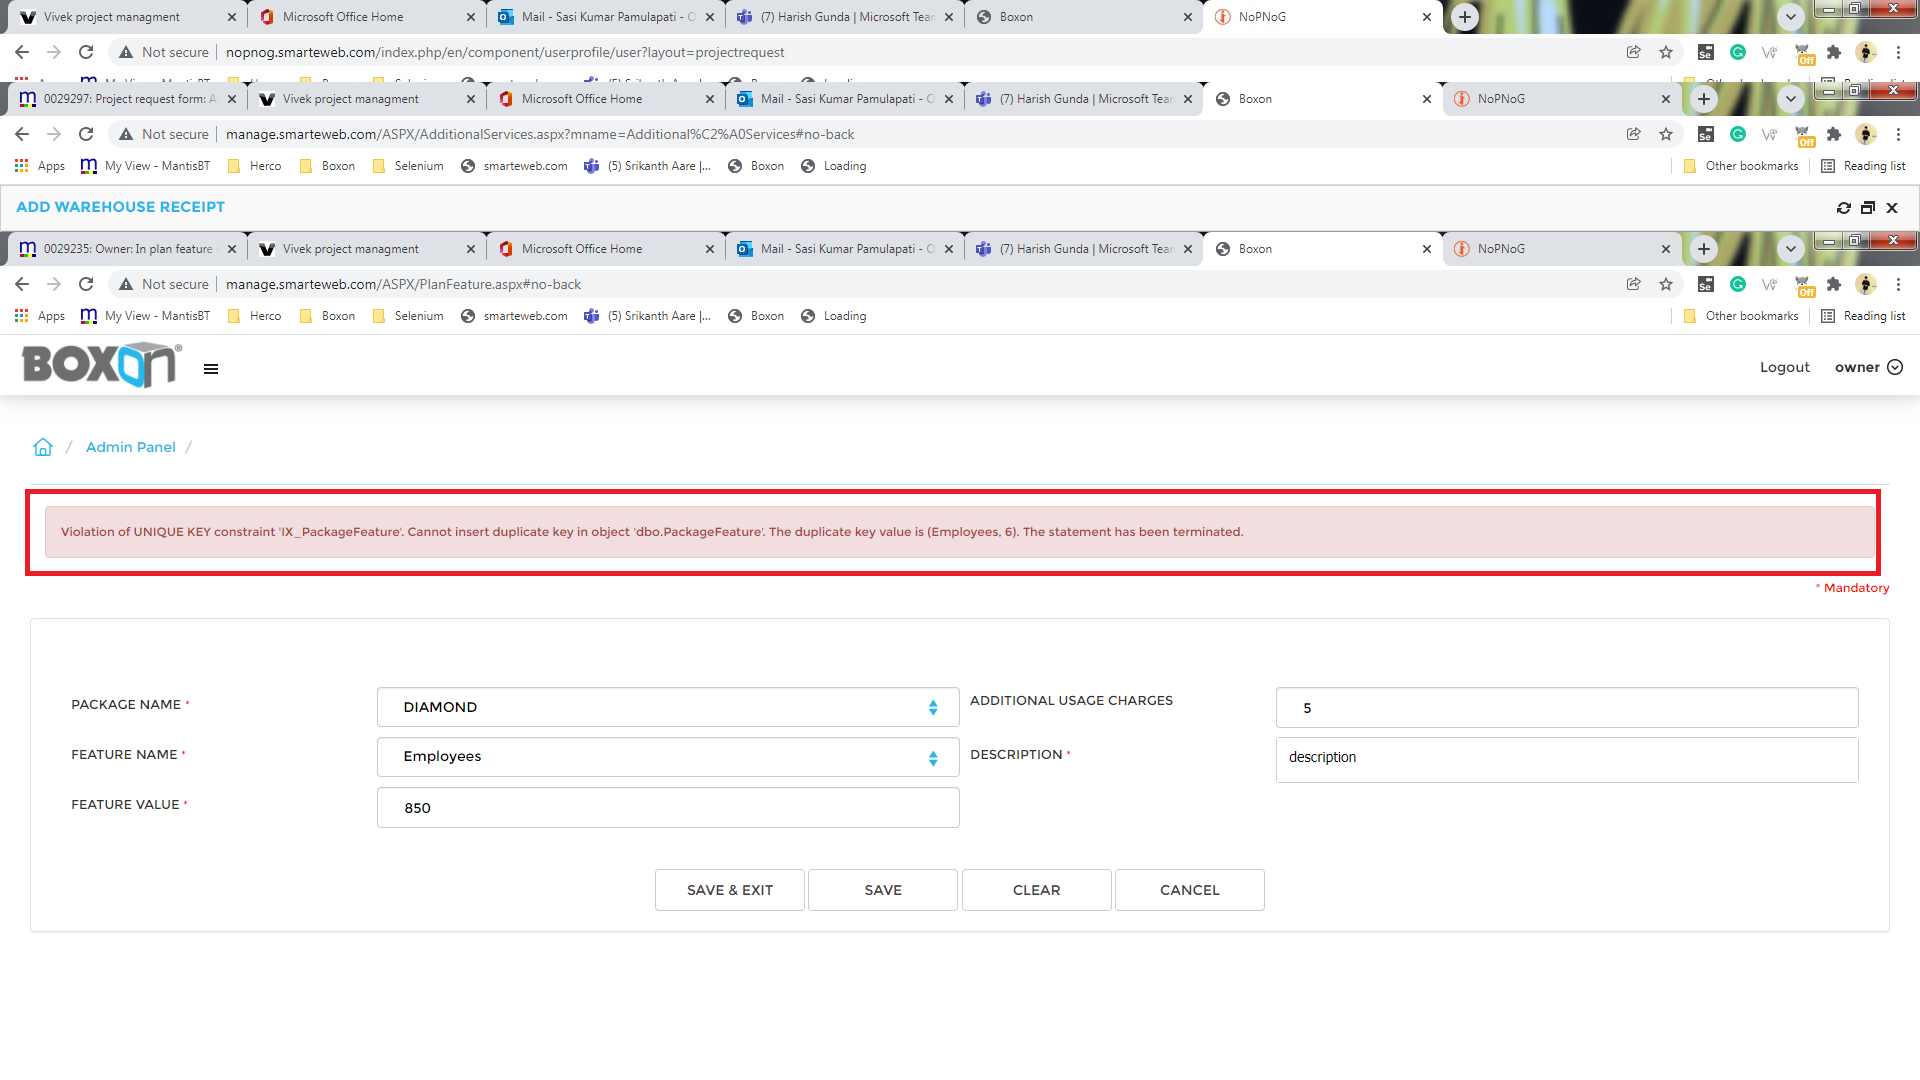 Vivek project managment
Microsoft Office Home
Mail - Sasi Kumar Pamulapati - O
(7) Harish Gunda | Microsoft Tean
Boxon
NoPNoG
Not secure
nopnog.smarteweb.com/index.php/en/component/userprofile/user?layout=projectrequest
Se
Off
0029297: Project request form: A
Vivek project managment
Microsoft Office Home
Mail - Sasi Kumar Pamulapati - O
(7) Harish Gunda | Microsoft Tean
Boxon
NoPNoG
Not secure
manage.smarteweb.com/ASPX/AdditionalServices.aspx?mname=Additional%C2%A0Services#no-back
Se
Off
Apps
My View - MantisBT
Herco
Boxon
Selenium
smarteweb.com
(5) Srikanth Aare |...
Boxon
Loading
Other bookmarks
Reading list
ADD WAREHOUSE RECEIPT
0029235: Owner: In plan feature
Vivek project managment
Microsoft Office Home
Mail - Sasi Kumar Pamulapati - O
(7) Harish Gunda | Microsoft Tean
Boxon
NoPNoG
Not secure
manage.smarteweb.com/ASPX/PlanFeature.aspx#no-back
Se
Off
Apps
My View - MantisBT
Herco
Boxon
Selenium
smarteweb.com
(5) Srikanth Aare |...
Boxon
Loading
Other bookmarks
Reading list
BOXON®
Logout
owner
/ Admin Panel /
Violation of UNIQUE KEY constraint 'IX_PackageFeature'. Cannot insert duplicate key in object 'dbo.PackageFeature'. The duplicate key value is (Employees, 6). The statement has been terminated.
* Mandatory
PACKAGE NAME *
DIAMOND
ADDITIONAL USAGE CHARGES
5
FEATURE NAME *
Employees
DESCRIPTION *
description
FEATURE VALUE *
850
SAVE & EXIT
SAVE
CLEAR
CANCEL